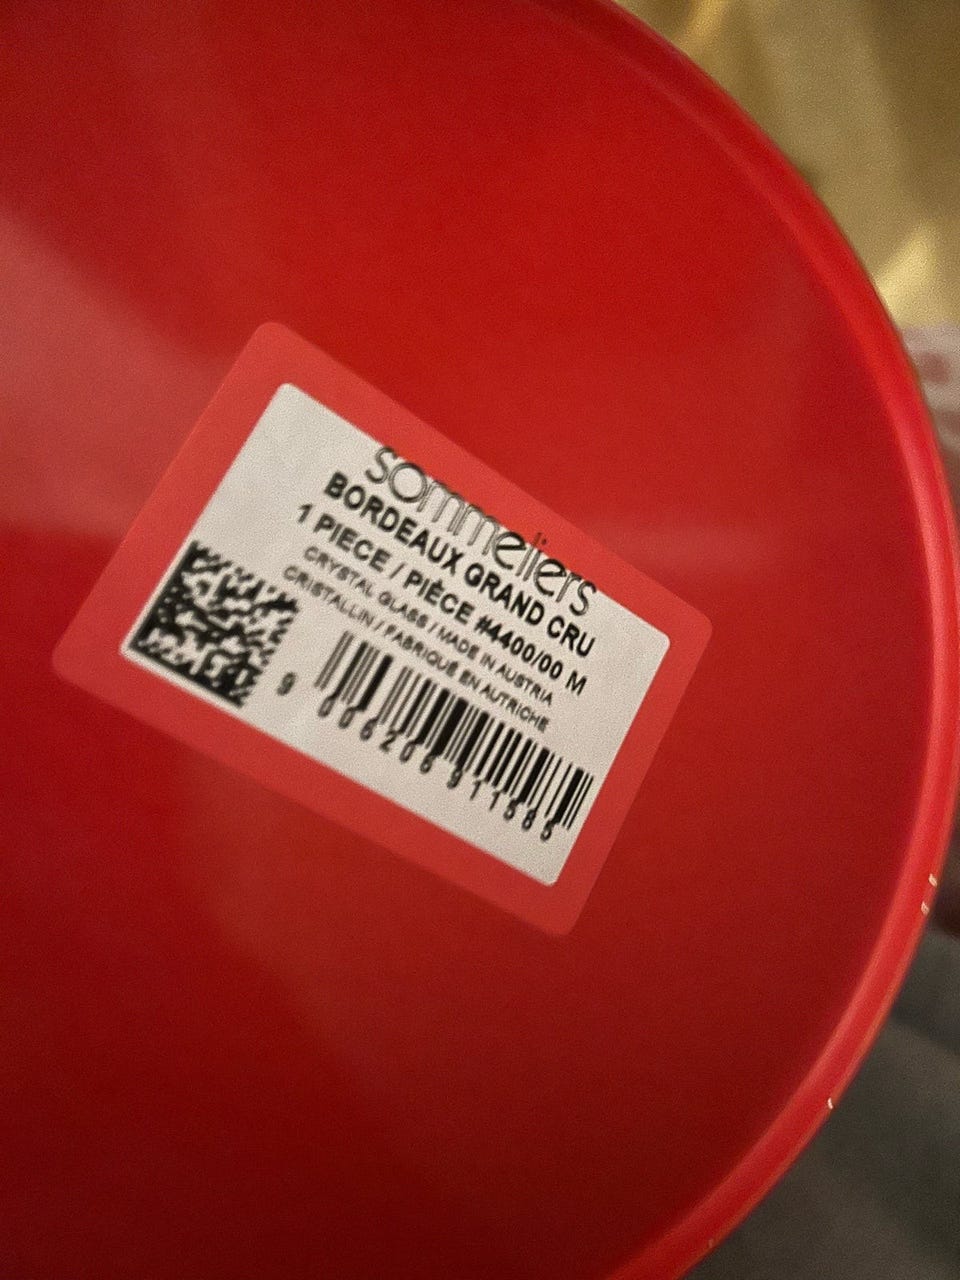 sommeliers
BORDEAUX GRAND CRU
1 PIECE / PIÈCE #4400/00 M
CRYSTAL GLASS / MADE IN AUSTRIA
CRISTALLIN / FABRIQUÉ EN AUTRICHE
9 006206 911585